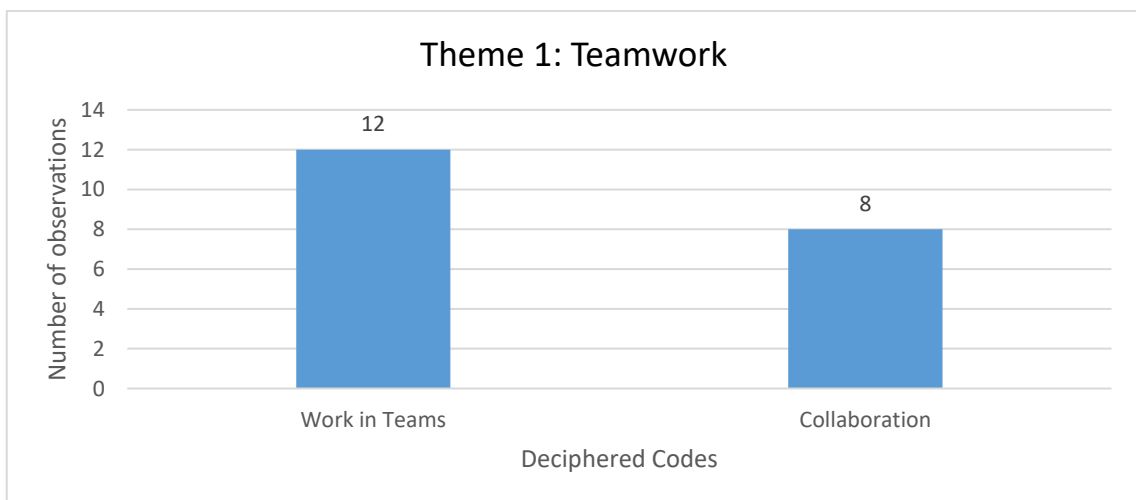 Theme 1: Teamwork
Number of observations
14
12
10
8
6
4
2
0
12
8
Work in Teams
Collaboration
Deciphered Codes